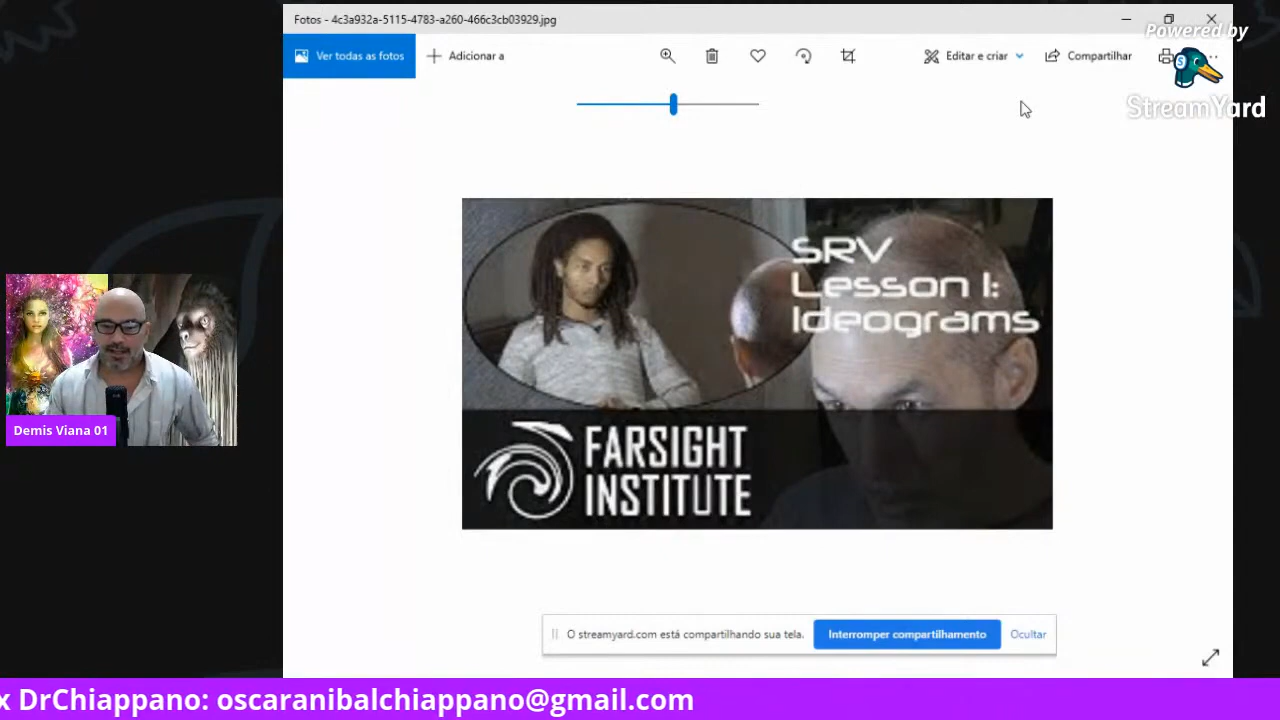 Fotos - 4c3a932a-5115-4783-a260-466c3cb03929.jpg
Powered by
Ver todas as fotos
Adicionar a
Editar e criar
Compartilhar
StreamYard
SRV
Lesson 1:
Ideograms
FARSIGHT
INSTITUTE
Demis Viana 01
O streamyard.com está compartilhando sua tela.
Interromper compartilhamento
Ocultar
x DrChiappano: oscaranibalchiappano@gmail.com